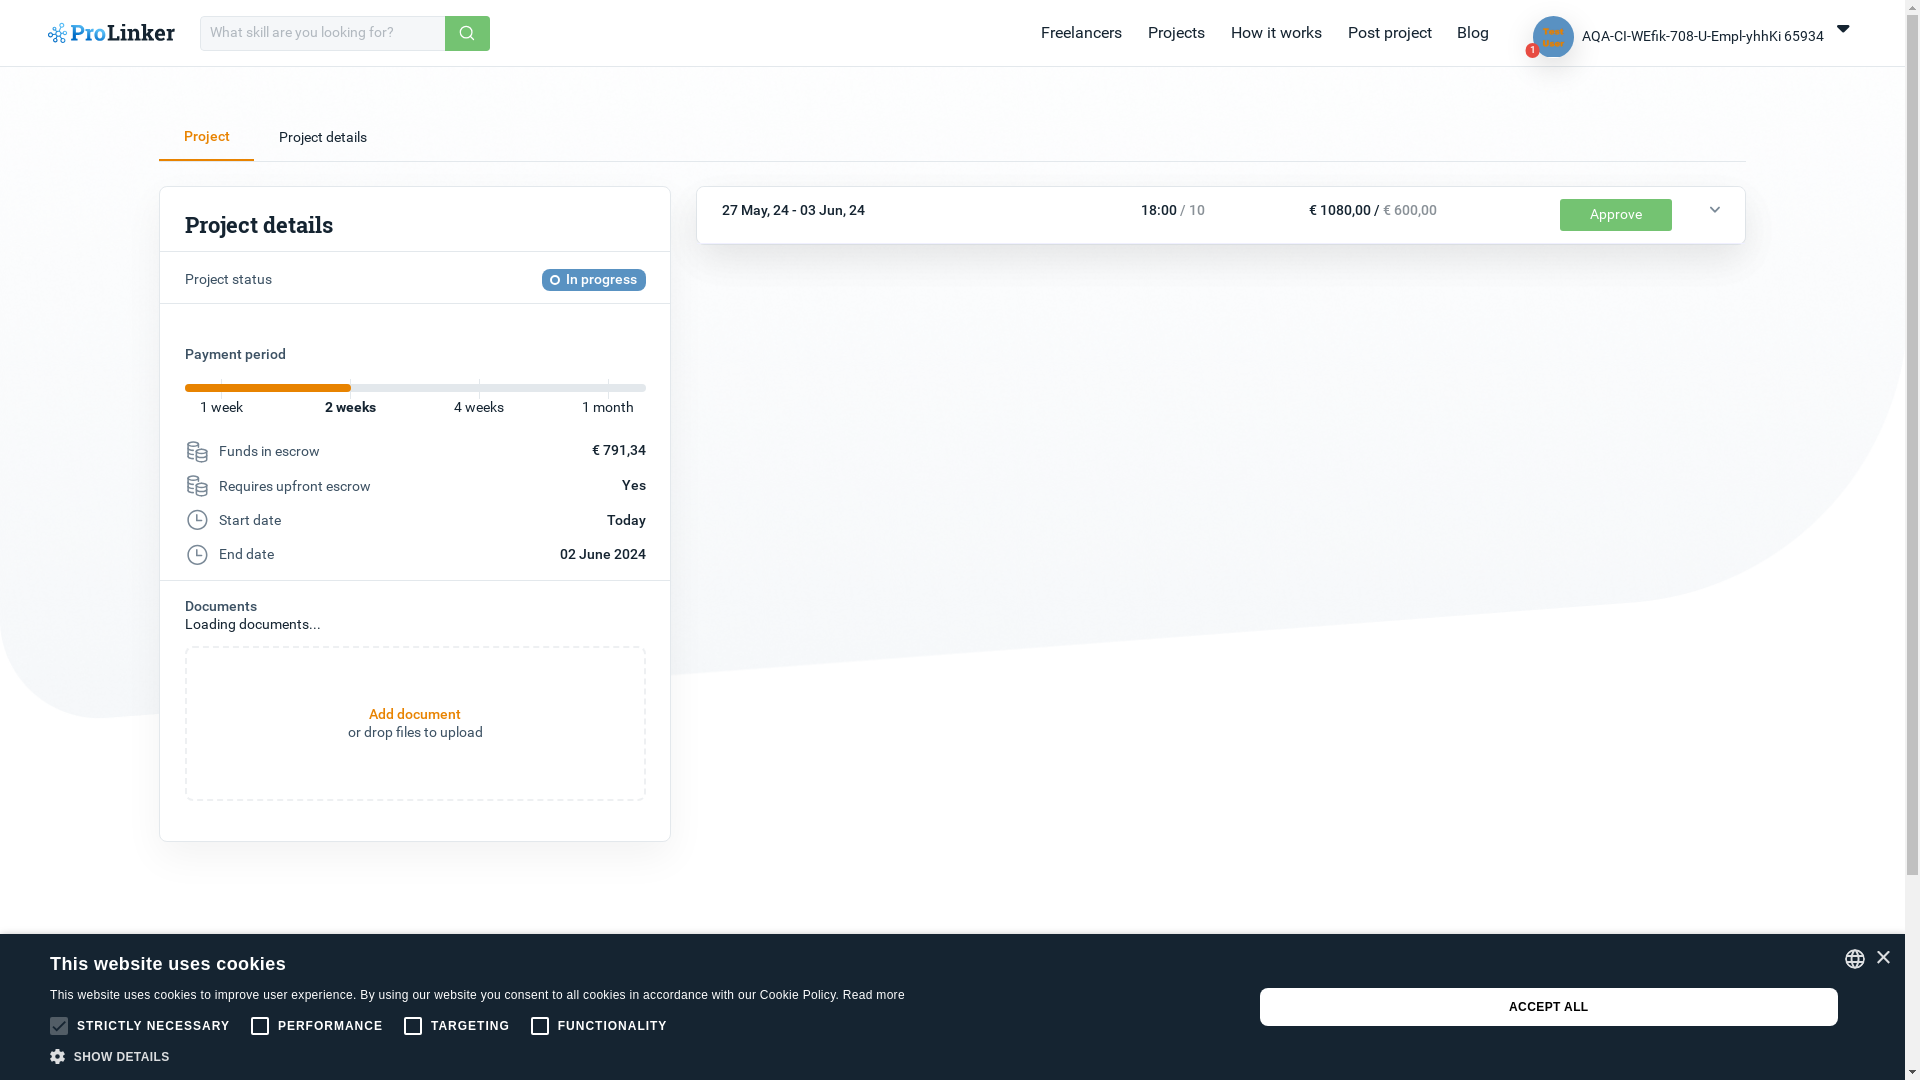 ProLinker
What skill are you looking for?
Freelancers
Projects
How it works
Post project
Blog
Test
User
1
AQA-CI-WEfik-708-U-Empl-yhhKi 65934
Project
Project details
Project details
Project status
In progress
Payment period
1 week
2 weeks
4 weeks
1 month
Funds in escrow
€ 791,34
Requires upfront escrow
Yes
Start date
Today
End date
02 June 2024
Documents
Loading documents...
Add document
or drop files to upload
27 May, 24 - 03 Jun, 24
18:00 / 10
€ 1080,00 / € 600,00
Approve
This website uses cookies
This website uses cookies to improve user experience. By using our website you consent to all cookies in accordance with our Cookie Policy. Read more
STRICTLY NECESSARY
PERFORMANCE
TARGETING
FUNCTIONALITY
SHOW DETAILS
ACCEPT ALL
×